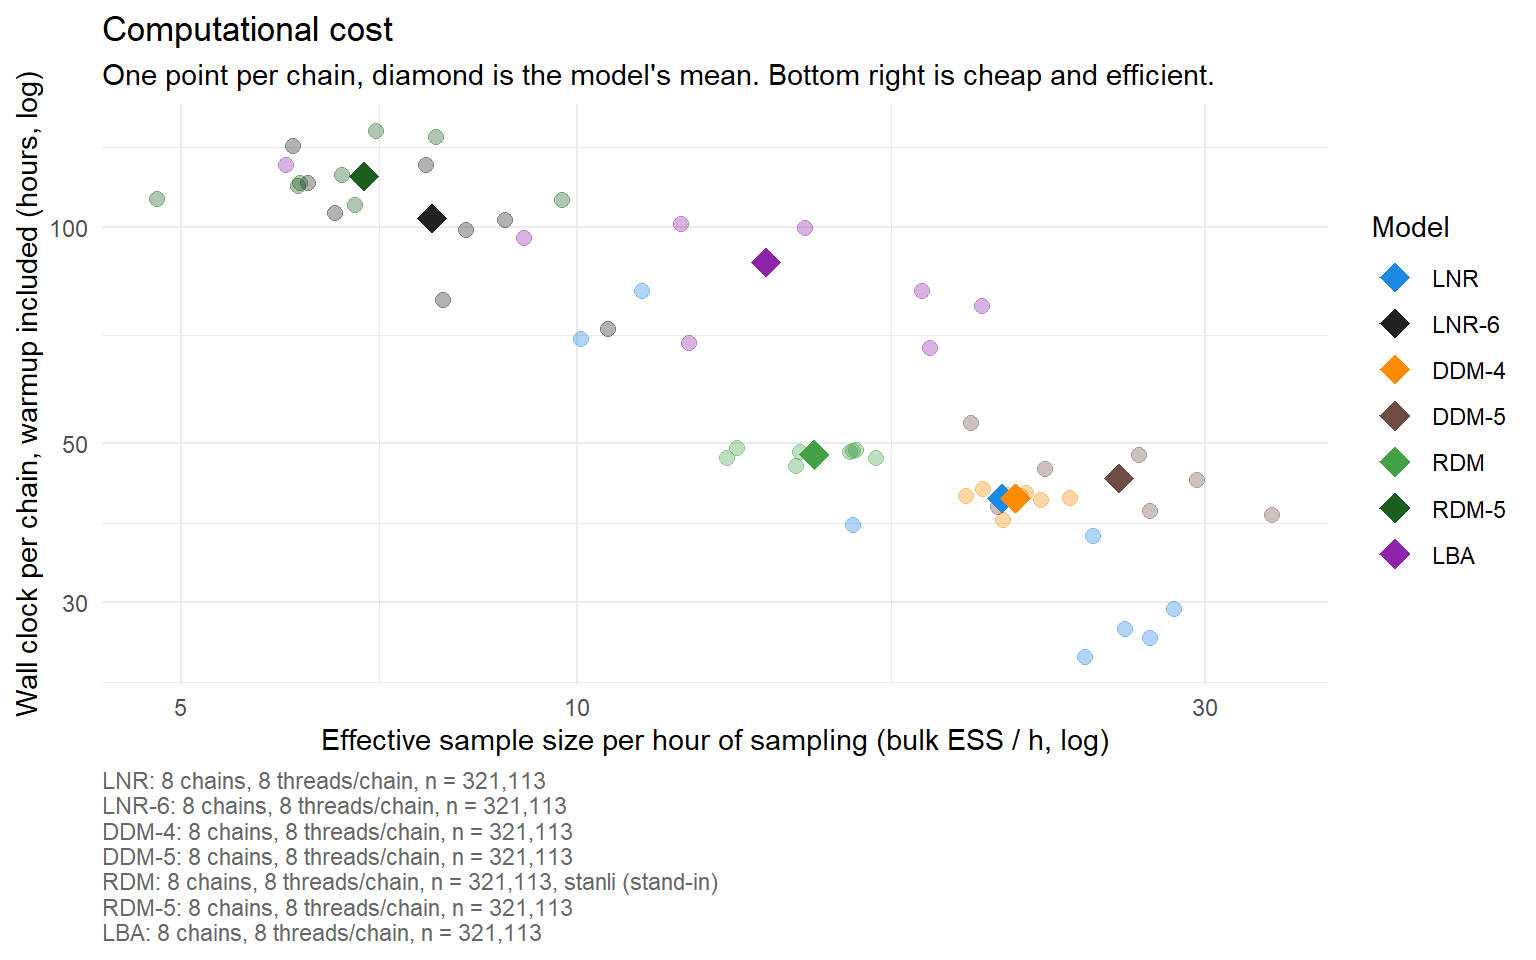 Computational cost
One point per chain, diamond is the model's mean. Bottom right is cheap and efficient.
Wall clock per chain, warmup included (hours, log)
100
50
30
5
10
30
Effective sample size per hour of sampling (bulk ESS / h, log)
Model
LNR
LNR-6
DDM-4
DDM-5
RDM
RDM-5
LBA
LNR: 8 chains, 8 threads/chain, n = 321,113
LNR-6: 8 chains, 8 threads/chain, n = 321,113
DDM-4: 8 chains, 8 threads/chain, n = 321,113
DDM-5: 8 chains, 8 threads/chain, n = 321,113
RDM: 8 chains, 8 threads/chain, n = 321,113, stanli (stand-in)
RDM-5: 8 chains, 8 threads/chain, n = 321,113
LBA: 8 chains, 8 threads/chain, n = 321,113